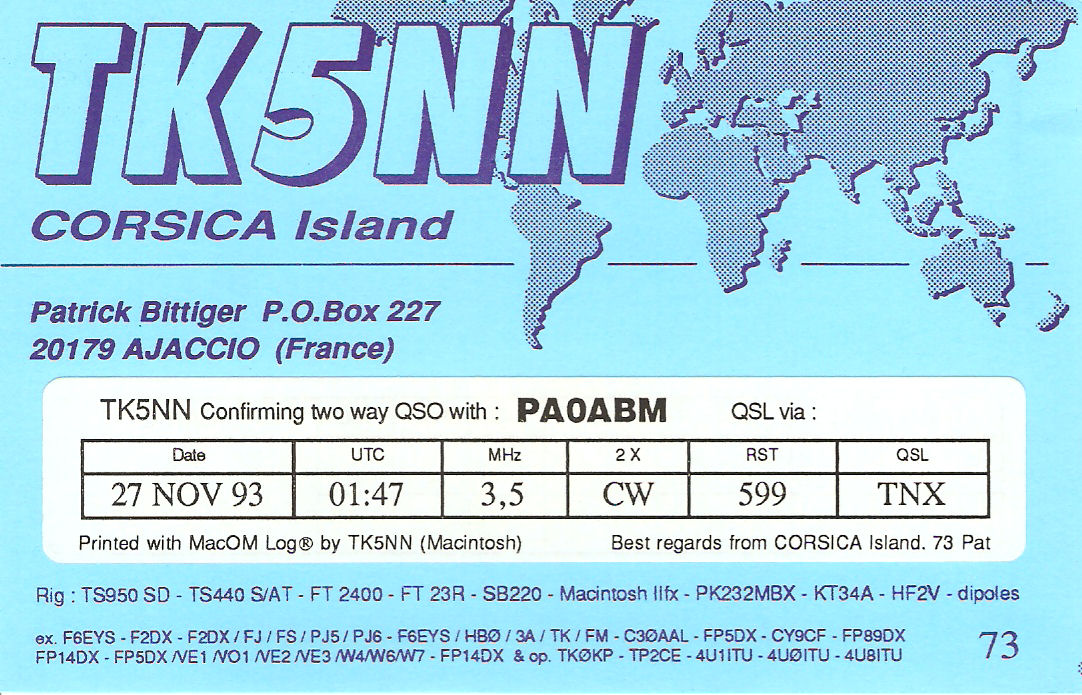 TK5NN
CORSICA Island
Patrick Bittiger P.O.Box 227
20179 AJACCIO (France)
TK5NN Confirming two way QSO with : PA0ABM QSL via :
Date UTC MHz 2 X RST QSL
27 NOV 93 01:47 3,5 CW 599 TNX
Printed with MacOM Log® by TK5NN (Macintosh) Best regards from CORSICA Island. 73 Pat
Rig : TS950 SD - TS440 S/AT - FT 2400 - FT 23R - SB220 - Macintosh IIfx - PK232MBX - KT34A - HF2V - dipoles
ex. F6EYS - F2DX - F2DX / FJ / FS / PJ5 / PJ6 - F6EYS / HBØ / 3A / TK / FM - C3ØAAL - FP5DX - CY9CF - FP89DX
FP14DX - FP5DX /VE1 /VO1 /VE2 /VE3 /W4/W6/W7 - FP14DX & op. TKØKP - TP2CE - 4U1ITU - 4UØITU - 4U8ITU
73